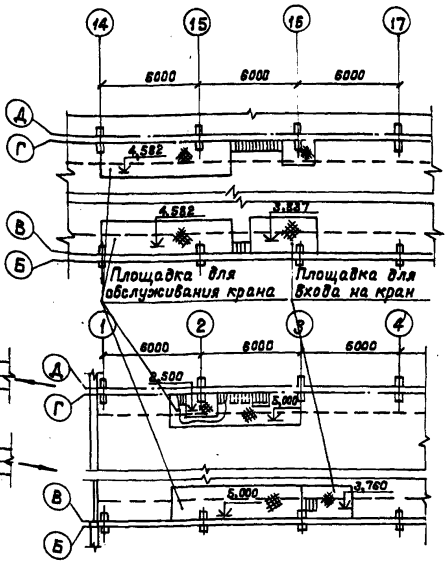 14 15 16 17
6000 6000 6000
Д
Г
4,582
4,582 3,537
В
Б
Площадка для обслуживания крана
Площадка для входа на кран
1 2 3 4
6000 6000 6000
Д
2,500
Г
5,000
5,000 3,760
В
Б